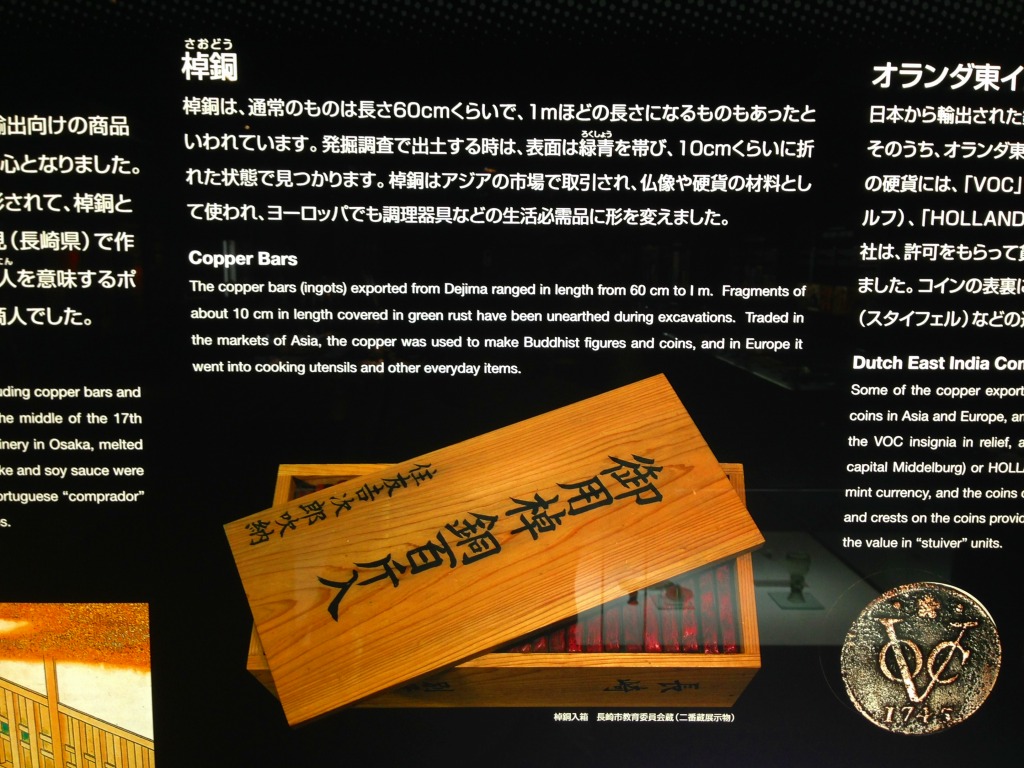 輸出向けの商品
心となりました。
されて、棹銅と
見（長崎県）で作
人を意味するポ
商人でした。
uding copper bars and
he middle of the 17th
inery in Osaka, melted
ke and soy sauce were
ortuguese “comprador”
s.
さおどう
棹銅
棹銅は、通常のものは長さ60cmくらいで、1mほどの長さになるものもあったと
いわれています。発掘調査で出土する時は、表面は緑青を帯び、10cmくらいに折
ろくしょう
れた状態で見つかります。棹銅はアジアの市場で取引され、仏像や硬貨の材料とし
て使われ、ヨーロッパでも調理器具などの生活必需品に形を変えました。
Copper Bars
The copper bars (ingots) exported from Dejima ranged in length from 60 cm to I m. Fragments of
about 10 cm in length covered in green rust have been unearthed during excavations. Traded in
the markets of Asia, the copper was used to make Buddhist figures and coins, and in Europe it
went into cooking utensils and other everyday items.
御用棹銅百斤入
住友吉次郎吹納
長崎
棹銅入箱 長崎市教育委員会蔵（二番蔵展示物）
オランダ東イ
日本から輸出された
そのうち、オランダ東
の硬貨には、「VOC」
ルフ）、「HOLLAND
社は、許可をもらって
ました。コインの表裏に
（スタイフェル）などの
Dutch East India Com
Some of the copper export
coins in Asia and Europe, an
the VOC insignia in relief, a
capital Middelburg) or HOLLA
mint currency, and the coins
and crests on the coins provid
the value in “stuiver” units.
VOC
1745